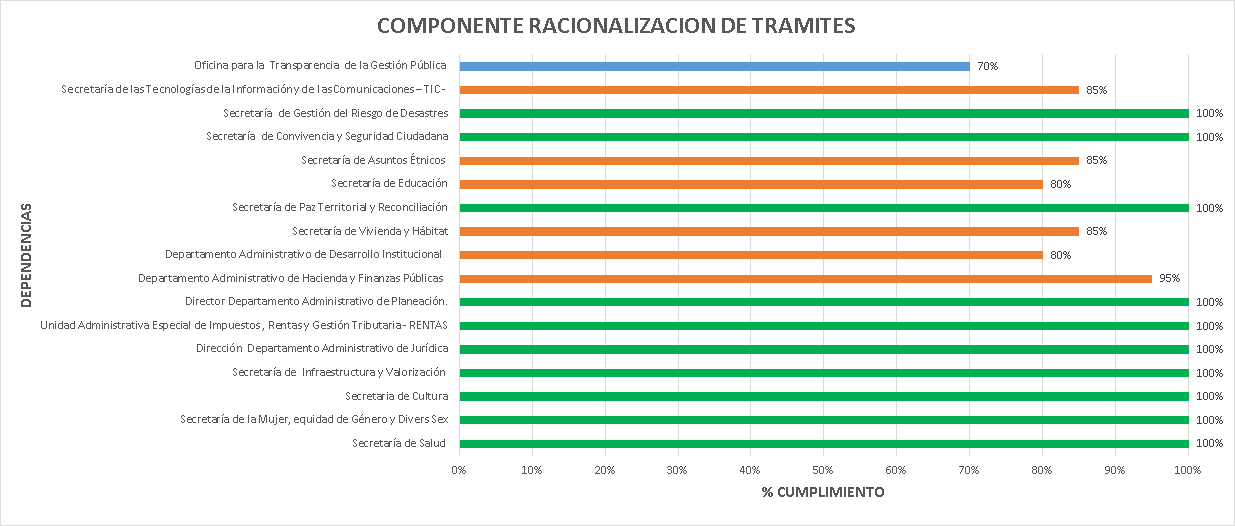 COMPONENTE RACIONALIZACION DE TRAMITES
DEPENDENCIAS
Oficina para la Transparencia de la Gestión Pública 70%
Secretaría de las Tecnologías de la Información y de las Comunicaciones – TIC - 85%
Secretaría de Gestión del Riesgo de Desastres 100%
Secretaría de Convivencia y Seguridad Ciudadana 100%
Secretaría de Asuntos Étnicos 85%
Secretaría de Educación 80%
Secretaría de Paz Territorial y Reconciliación 100%
Secretaría de Vivienda y Hábitat 85%
Departamento Administrativo de Desarrollo Institucional 80%
Departamento Administrativo de Hacienda y Finanzas Públicas 95%
Director Departamento Administrativo de Planeación. 100%
Unidad Administrativa Especial de Impuestos, Rentas y Gestión Tributaria - RENTAS 100%
Dirección Departamento Administrativo de Jurídica 100%
Secretaría de Infraestructura y Valorización 100%
Secretaria de Cultura 100%
Secretaría de la Mujer, equidad de Género y Divers Sex 100%
Secretaría de Salud 100%
0% 10% 20% 30% 40% 50% 60% 70% 80% 90% 100%
% CUMPLIMIENTO